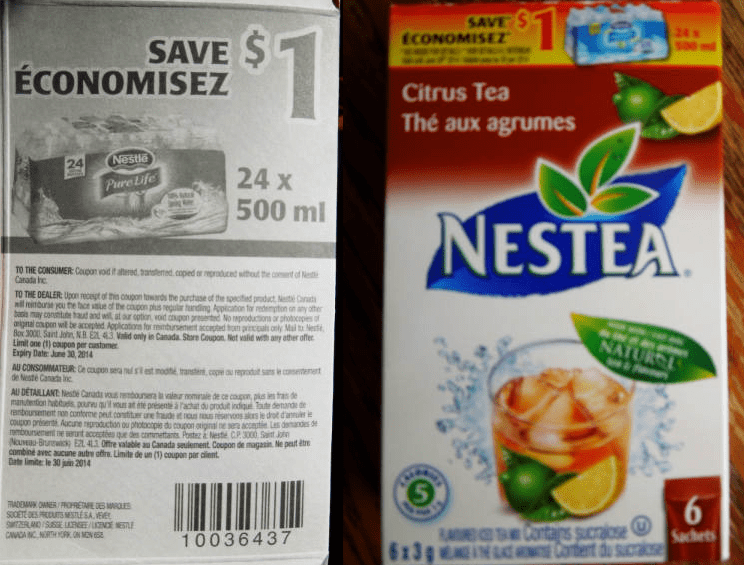 SAVE $1
ÉCONOMISEZ
24
Nestlé
Pure Life
100% Natural
Spring Water
24 x
500 ml
TO THE CONSUMER: Coupon void if altered, transferred, copied or reproduced without the consent of Nestlé
Canada Inc.
TO THE DEALER: Upon receipt of this coupon towards the purchase of the specified product, Nestlé Canada
will reimburse you the face value of the coupon plus regular handling. Application for redemption on any other
basis may constitute fraud and will, at our option, void coupon presented. No reproductions or photocopies of
original coupon will be accepted. Applications for reimbursement accepted from principals only. Mail to: Nestlé,
Box 3000, Saint John, N.B. E2L 4L3. Valid only in Canada. Store Coupon. Not valid with any other offer.
Limit one (1) coupon per customer.
Expiry Date: June 30, 2014
AU CONSOMMATEUR: Ce coupon sera nul s'il est modifié, transféré, copié ou reproduit sans le consentement
de Nestlé Canada Inc.
AU DÉTAILLANT: Nestlé Canada vous remboursera la valeur nominale de ce coupon, plus les frais de
manutention habituels, pourvu qu'il vous ait été présenté à l'achat du produit indiqué. Toute demande de
remboursement non conforme peut constituer une fraude et nous nous réservons alors le droit d'annuler le
coupon présenté. Aucune reproduction ou photocopie du coupon original ne sera acceptée. Les demandes de
remboursement ne seront acceptées que des commettants. Postez à: Nestlé, C.P. 3000, Saint John
(Nouveau-Brunswick) E2L 4L3. Offre valable au Canada seulement. Coupon de magasin. Ne peut être
combiné avec aucune autre offre. Limite de un (1) coupon par client.
Date limite: le 30 juin 2014
TRADEMARK OWNER / PROPRIÉTAIRE DES MARQUES:
SOCIÉTÉ DES PRODUITS NESTLÉ S.A., VEVEY,
SWITZERLAND / SUISSE, LICENSEE / LICENCIÉ NESTLÉ
CANADA INC., NORTH YORK, ON M2N 6S8.
10036437
SAVE $1
ÉCONOMISEZ
24 x
500 ml
Citrus Tea
Thé aux agrumes
NESTEA
NATURAL
CALORIES
5
6 x 3 g
FLAVOURED ICED TEA MIX Contains sucralose
MÉLANGE À THÉ GLACÉ AROMATISÉ Contient du sucralose
6
Sachets